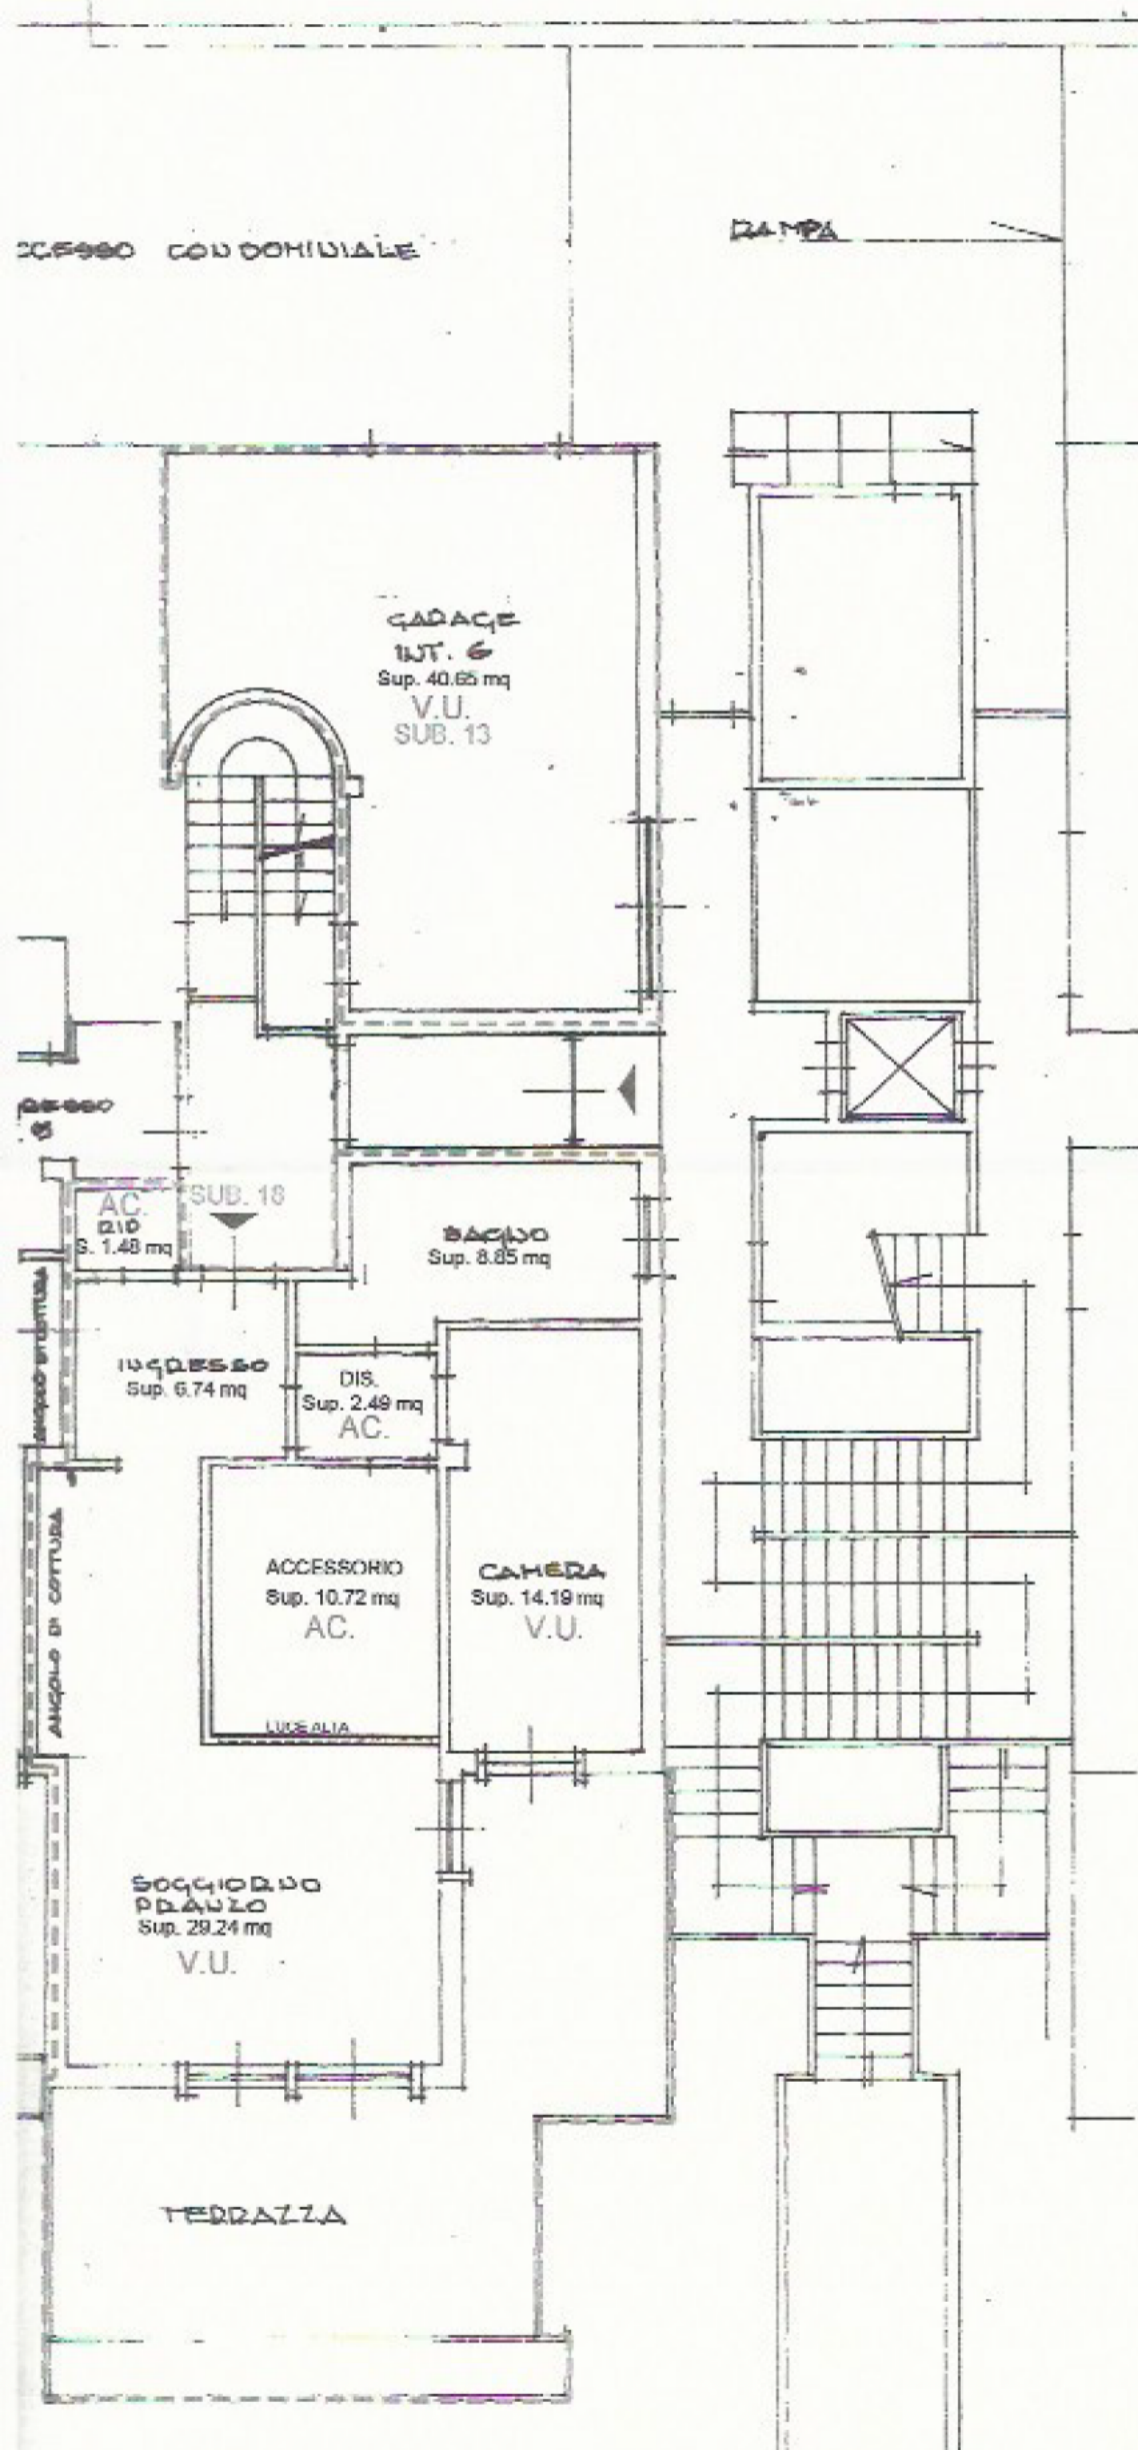 CONDOMINIALE
RAMPA
GARAGE
INT. 6
Sup. 40.65 mq
V.U.
SUB. 13
AC.
RIP
S. 1.48 mq
SUB. 18
BAGNO
Sup. 8.85 mq
INGRESSO
Sup. 6.74 mq
DIS.
Sup. 2.49 mq
AC.
ANGOLO DI COTTURA
ANGOLO DI COTTURA
ACCESSORIO
Sup. 10.72 mq
AC.
LUCE ALTA
CAMERA
Sup. 14.19 mq
V.U.
SOGGIORNO
PRANZO
Sup. 29.24 mq
V.U.
TERRAZZA